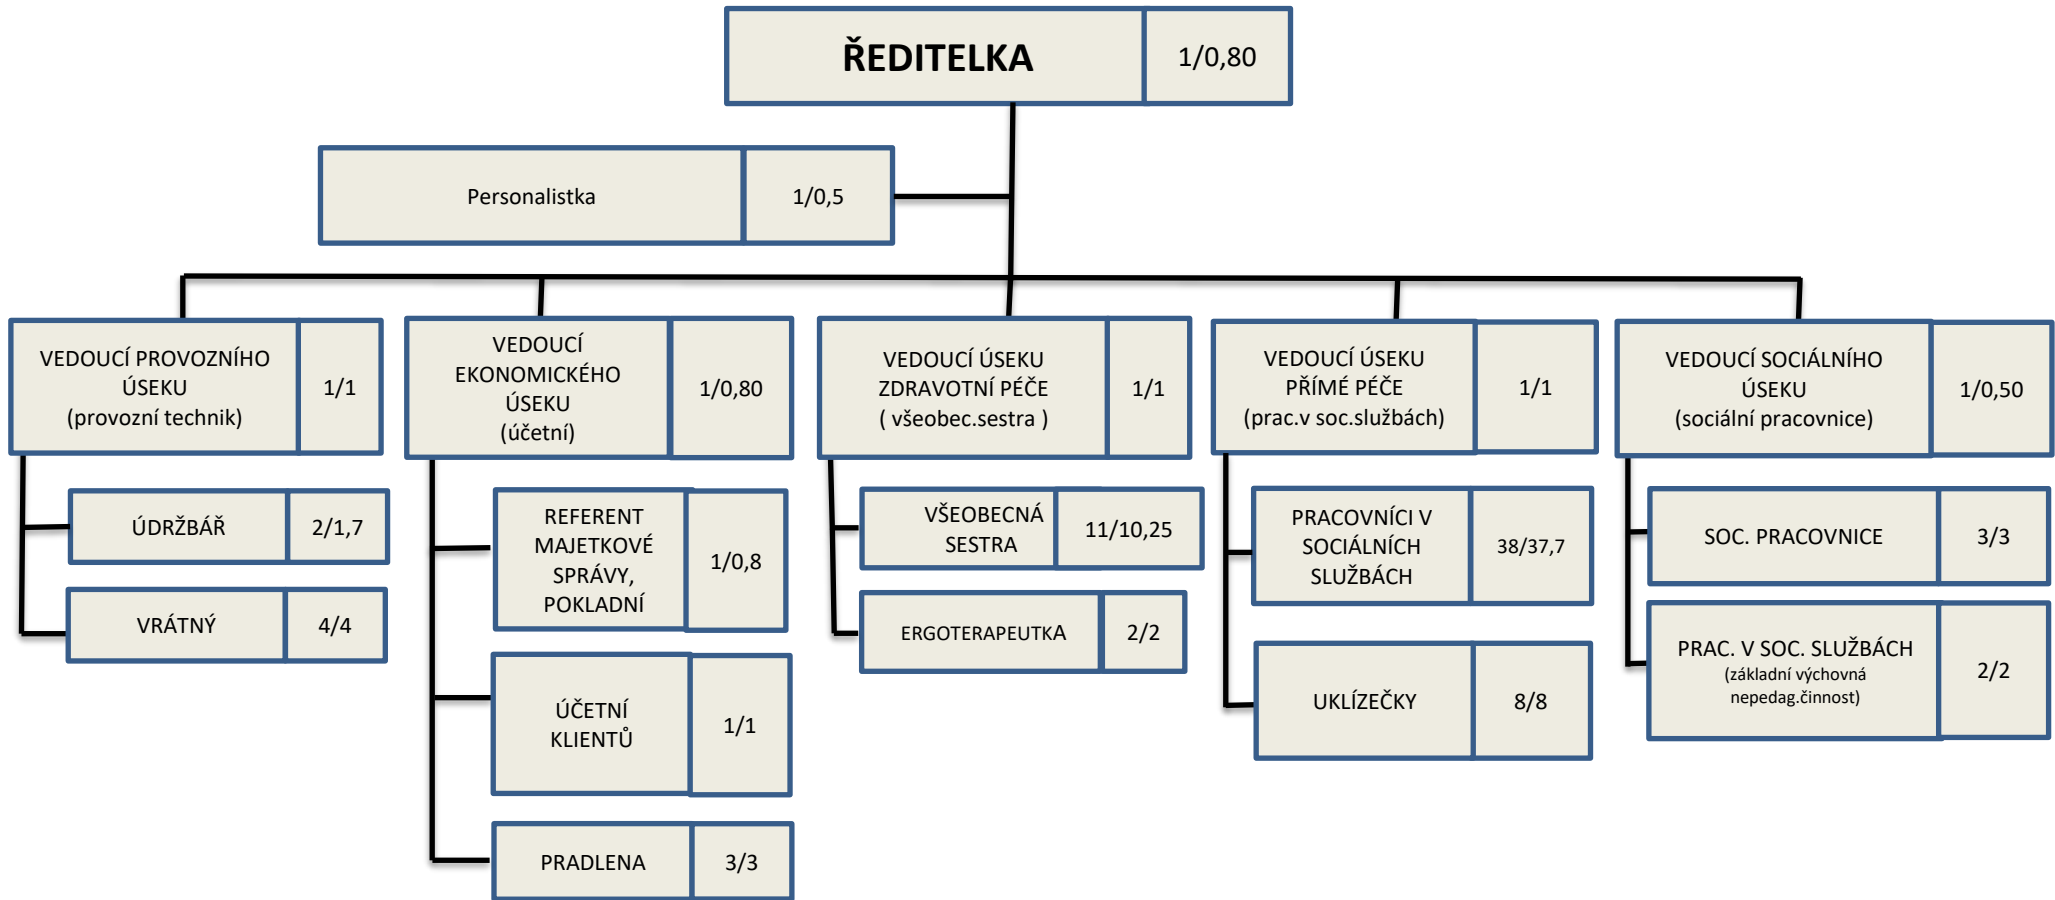 ŘEDITELKA
1/0,80
Personalistka
1/0,5
VEDOUCÍ PROVOZNÍHO
ÚSEKU
(provozní technik)
1/1
VEDOUCÍ
EKONOMICKÉHO
ÚSEKU
(účetní)
1/0,80
VEDOUCÍ ÚSEKU
ZDRAVOTNÍ PÉČE
( všeobec.sestra )
1/1
VEDOUCÍ ÚSEKU
PŘÍMÉ PÉČE
(prac.v soc.službách)
1/1
VEDOUCÍ SOCIÁLNÍHO
ÚSEKU
(sociální pracovnice)
1/0,50
ÚDRŽBÁŘ
2/1,7
VRÁTNÝ
4/4
REFERENT
MAJETKOVÉ
SPRÁVY,
POKLADNÍ
1/0,8
ÚČETNÍ
KLIENTŮ
1/1
PRADLENA
3/3
VŠEOBECNÁ
SESTRA
11/10,25
ERGOTERAPEUTKA
2/2
PRACOVNÍCI V
SOCIÁLNÍCH
SLUŽBÁCH
38/37,7
UKLÍZEČKY
8/8
SOC. PRACOVNICE
3/3
PRAC. V SOC. SLUŽBÁCH
(základní výchovná
nepedag.činnost)
2/2